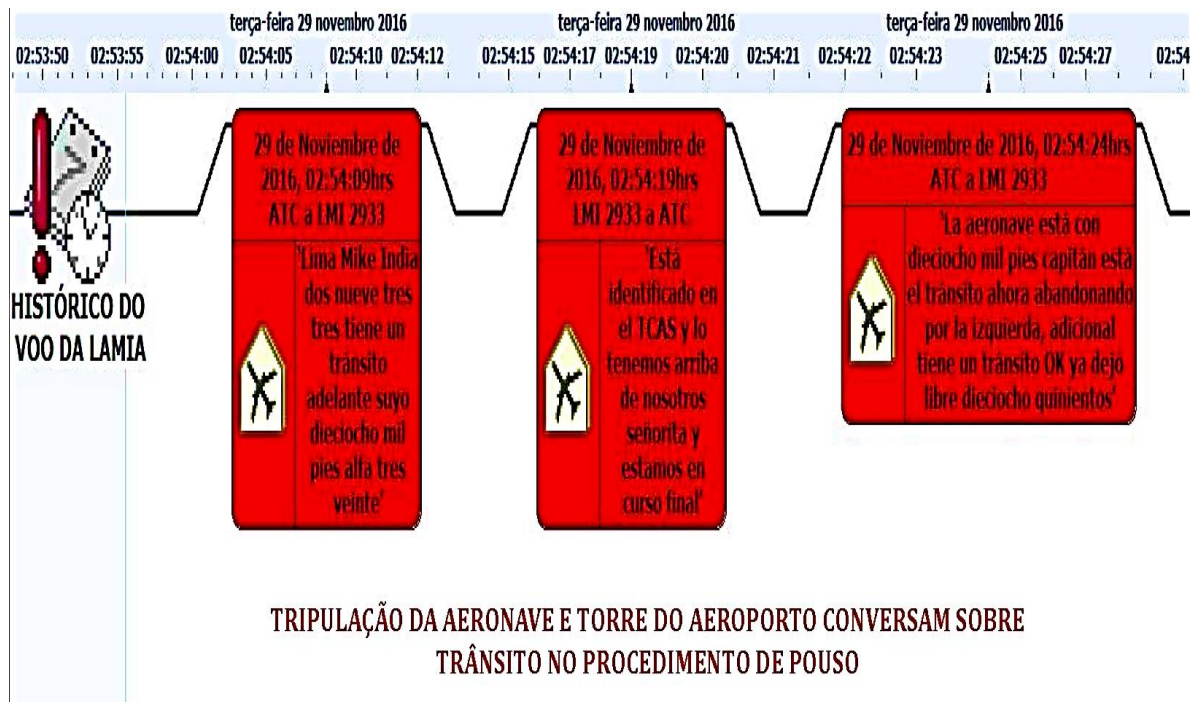 terça-feira 29 novembro 2016 terça-feira 29 novembro 2016 terça-feira 29 novembro 2016
02:53:50 02:53:55 02:54:00 02:54:05 02:54:10 02:54:12 02:54:15 02:54:17 02:54:19 02:54:20 02:54:21 02:54:22 02:54:23 02:54:25 02:54:27 02:54
HISTÓRICO DO
VOO DA LAMIA
29 de Noviembre de
2016, 02:54:09hrs
ATC a LMI 2933
'Lima Mike India
dos nueve tres
tres tiene un
tránsito
adelante suyo
dieciocho mil
pies alfa tres
veinte'
29 de Noviembre de
2016, 02:54:19hrs
LMI 2933 a ATC
'Está
identificado en
el TCAS y lo
tenemos arriba
de nosotros
señorita y
estamos en
curso final'
29 de Noviembre de 2016, 02:54:24hrs
ATC a LMI 2933
'La aeronave está con
dieciocho mil pies capitán está
el tránsito ahora abandonando
por la izquierda, adicional
tiene un tránsito OK ya dejó
libre dieciocho quinientos'
TRIPULAÇÃO DA AERONAVE E TORRE DO AEROPORTO CONVERSAM SOBRE
TRÂNSITO NO PROCEDIMENTO DE POUSO